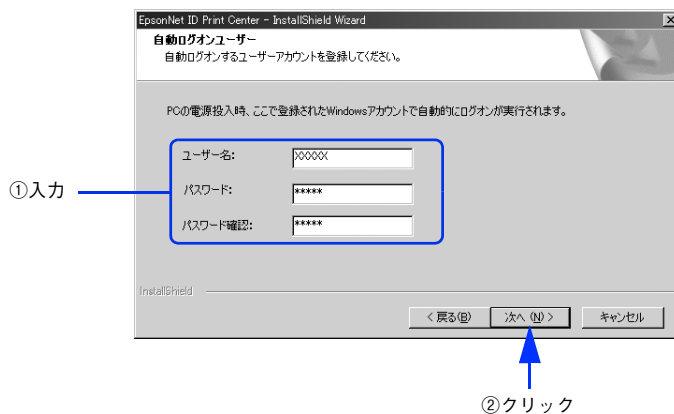 EpsonNet ID Print Center - InstallShield Wizard
自動ログオンユーザー
自動ログオンするユーザーアカウントを登録してください。
PCの電源投入時、ここで登録されたWindowsアカウントで自動的にログオンが実行されます。
ユーザー名: XXXXX
①入力
パスワード: *****
パスワード確認: *****
InstallShield
< 戻る(B) 次へ (N) > キャンセル
②クリック